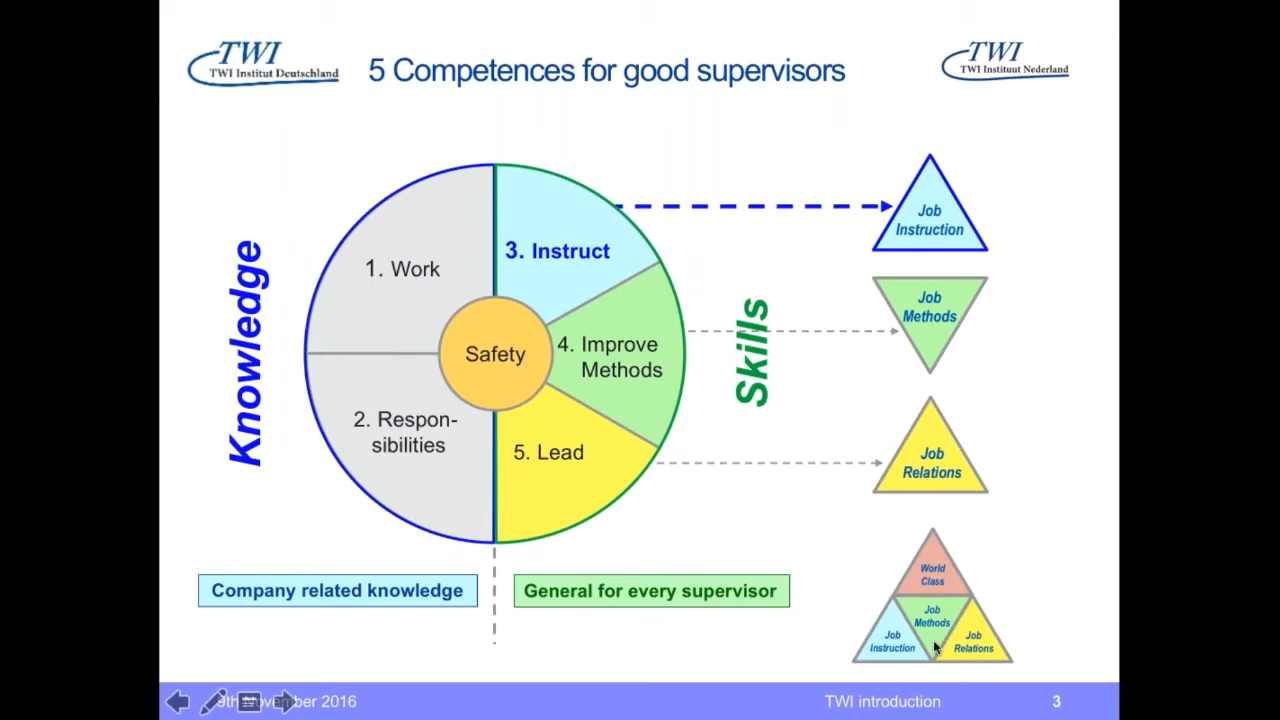 TWI
TWI Institut Deutschland
5 Competences for good supervisors
TWI
TWI Instituut Nederland
Knowledge
1. Work
2. Respon-
sibilities
Safety
3. Instruct
4. Improve
Methods
5. Lead
Skills
Job
Instruction
Job
Methods
Job
Relations
World
Class
Job
Methods
Job
Instruction
Job
Relations
Company related knowledge
General for every supervisor
9th November 2016
TWI introduction
3